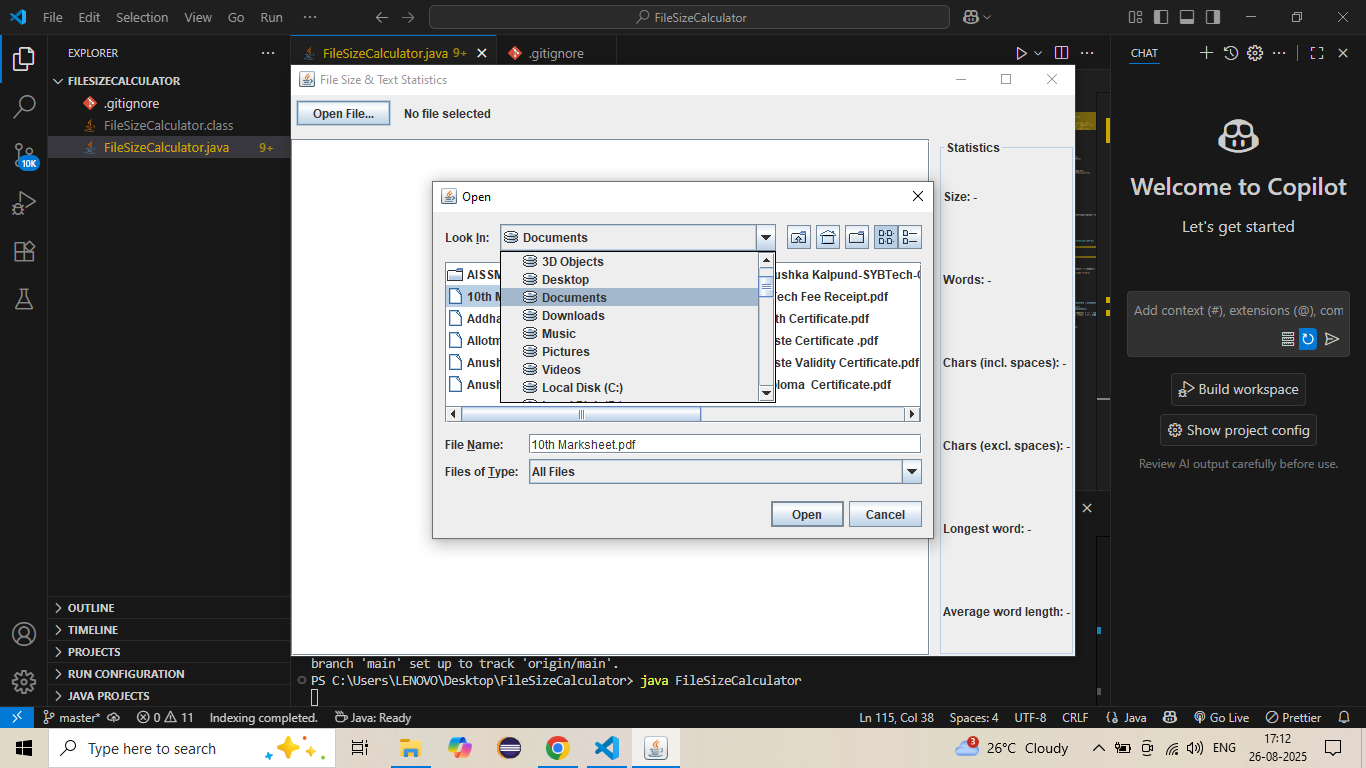 File Edit Selection View Go Run ···
FileSizeCalculator
EXPLORER
FILESIZECALCULATOR
.gitignore
FileSizeCalculator.class
FileSizeCalculator.java 9+
10K
OUTLINE
TIMELINE
PROJECTS
RUN CONFIGURATION
JAVA PROJECTS
FileSizeCalculator.java 9+
.gitignore
File Size & Text Statistics
Open File... No file selected
Statistics
Size: -
Words: -
Chars (incl. spaces): -
Chars (excl. spaces): -
Longest word: -
Average word length: -
Open
Look In: Documents
3D Objects
Desktop
Documents
Downloads
Music
Pictures
Videos
Local Disk (C:)
AISSM
10th M
Addha
Allotm
Anush
Anush
ushka Kalpund-SYBTech-
ech Fee Receipt.pdf
th Certificate.pdf
ste Certificate .pdf
ste Validity Certificate.pdf
loma Certificate.pdf
File Name: 10th Marksheet.pdf
Files of Type: All Files
Open Cancel
branch 'main' set up to track 'origin/main'.
PS C:\Users\LENOVO\Desktop\FileSizeCalculator> java FileSizeCalculator
CHAT
Welcome to Copilot
Let's get started
Add context (#), extensions (@), com
Build workspace
Show project config
Review AI output carefully before use.
master* 0 11 Indexing completed. Java: Ready
Ln 115, Col 38 Spaces: 4 UTF-8 CRLF Java Go Live Prettier
Type here to search
3 26°C Cloudy ENG
17:12
26-08-2025